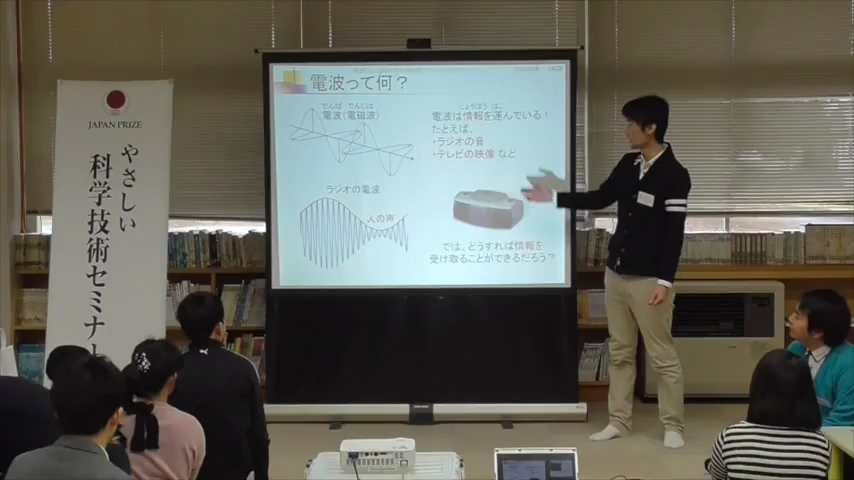 電波って何？
でんぱ でんじは
電波(電磁波)
じょうほう はこ
電波は情報を運んでいる！
たとえば、
・ラジオの音
・テレビの映像 など
ラジオの電波
人の声
では、どうすれば情報を
受け取ることができるだろう？
JAPAN PRIZE
やさしい
科学技術セミナー